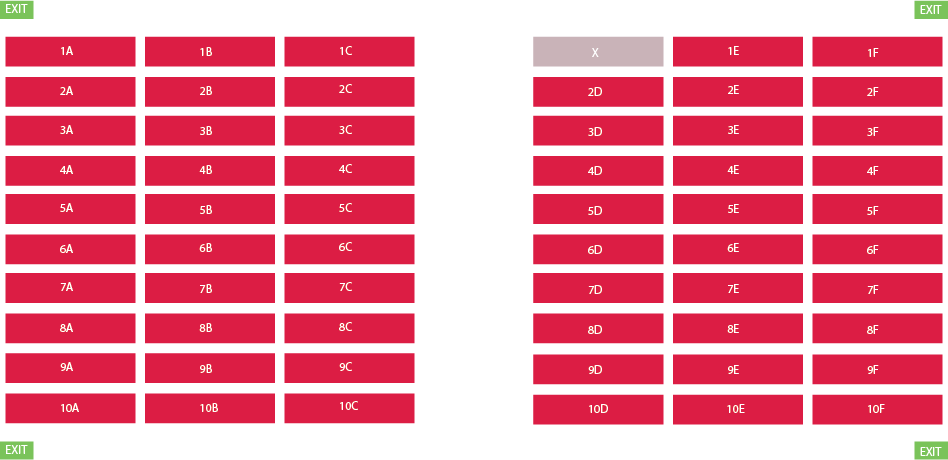 EXIT EXIT
1A 1B 1C X 1E 1F
2A 2B 2C 2D 2E 2F
3A 3B 3C 3D 3E 3F
4A 4B 4C 4D 4E 4F
5A 5B 5C 5D 5E 5F
6A 6B 6C 6D 6E 6F
7A 7B 7C 7D 7E 7F
8A 8B 8C 8D 8E 8F
9A 9B 9C 9D 9E 9F
10A 10B 10C 10D 10E 10F
EXIT EXIT